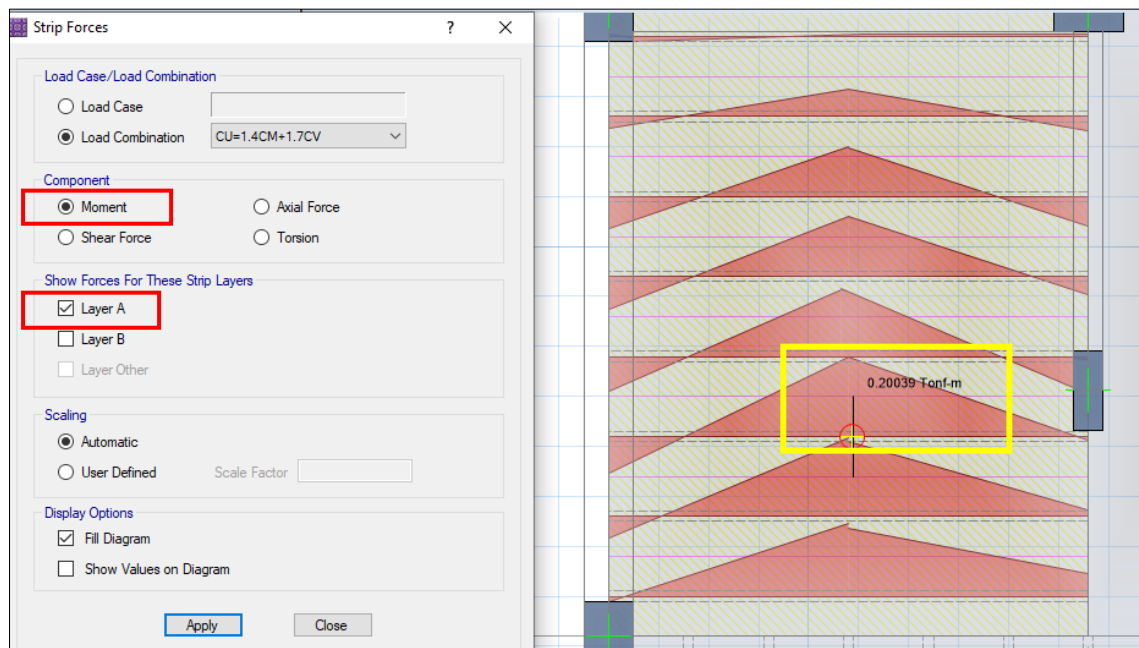 Strip Forces
?
Load Case/Load Combination
Load Case
Load Combination
CU=1.4CM+1.7CV
Component
Moment
Axial Force
Shear Force
Torsion
Show Forces For These Strip Layers
Layer A
Layer B
Layer Other
Scaling
Automatic
User Defined
Scale Factor
Display Options
Fill Diagram
Show Values on Diagram
Apply
Close
0.20039 Tonf-m